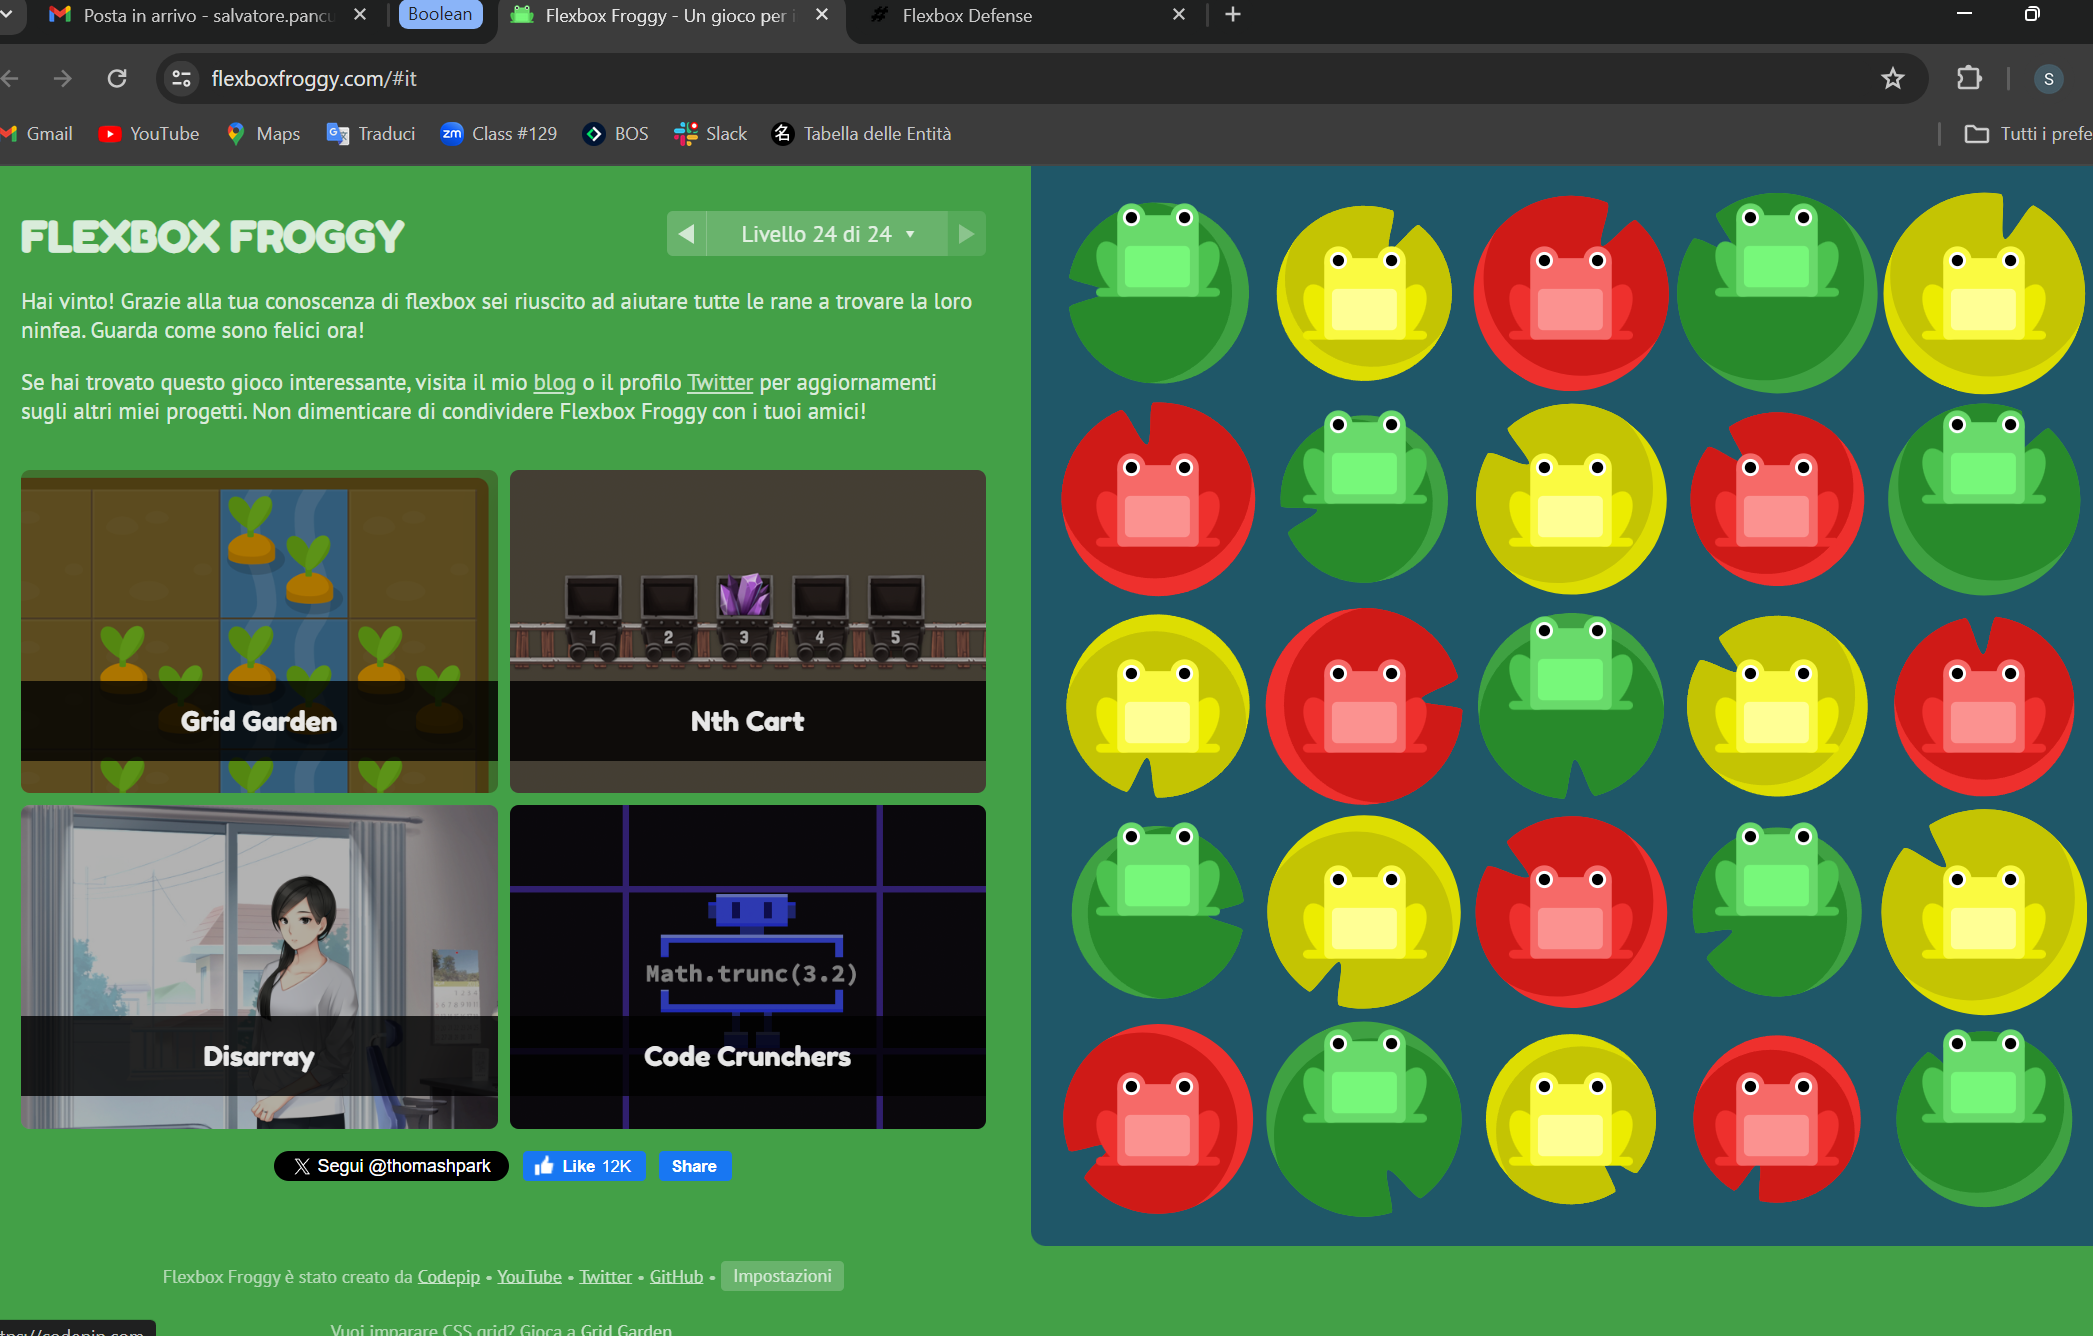 Posta in arrivo - salvatore.pancu
Boolean
Flexbox Froggy - Un gioco per i
Flexbox Defense
flexboxfroggy.com/#it
S
Gmail
YouTube
Maps
Traduci
zm Class #129
BOS
Slack
名 Tabella delle Entità
Tutti i prefe
FLEXBOX FROGGY
Livello 24 di 24
Hai vinto! Grazie alla tua conoscenza di flexbox sei riuscito ad aiutare tutte le rane a trovare la loro
ninfea. Guarda come sono felici ora!
Se hai trovato questo gioco interessante, visita il mio blog o il profilo Twitter per aggiornamenti
sugli altri miei progetti. Non dimenticare di condividere Flexbox Froggy con i tuoi amici!
1 2 3 4 5
Grid Garden
Nth Cart
Math.trunc(3.2)
Disarray
Code Crunchers
X Segui @thomashpark
Like 12K
Share
Flexbox Froggy è stato creato da Codepip • YouTube • Twitter • GitHub • Impostazioni
Vuoi imparare CSS grid? Gioca a Grid Garden